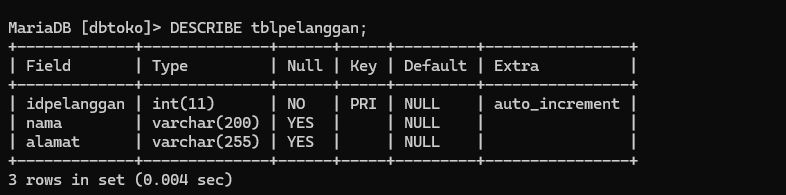 MariaDB [dbtoko]> DESCRIBE tblpelanggan;
+-------------+--------------+------+-----+---------+----------------+
| Field       | Type         | Null | Key | Default | Extra          |
+-------------+--------------+------+-----+---------+----------------+
| idpelanggan | int(11)      | NO   | PRI | NULL    | auto_increment |
| nama        | varchar(200) | YES  |     | NULL    |                |
| alamat      | varchar(255) | YES  |     | NULL    |                |
+-------------+--------------+------+-----+---------+----------------+
3 rows in set (0.004 sec)